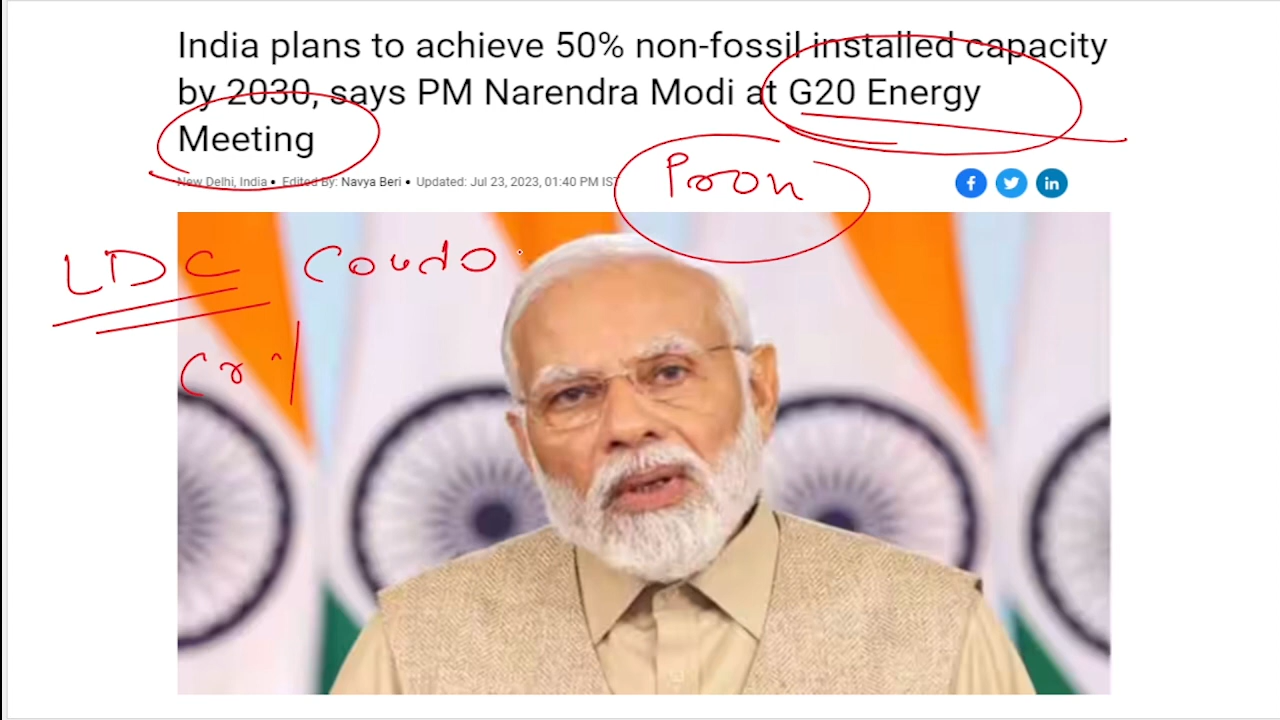 India plans to achieve 50% non-fossil installed capacity
by 2030, says PM Narendra Modi at G20 Energy
Meeting
New Delhi, India • Edited By: Navya Beri • Updated: Jul 23, 2023, 01:40 PM IST
f in
LDC